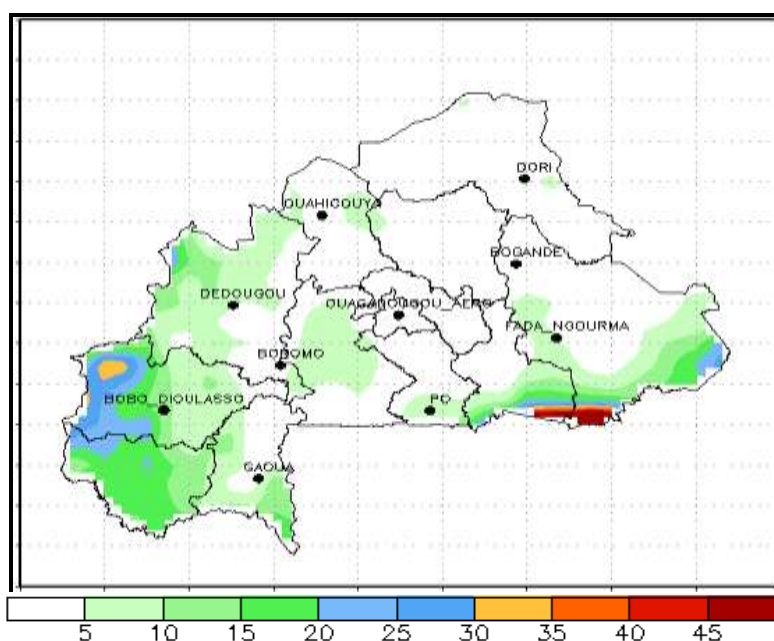 DORI
OUAHIGOUYA
BOGANDE
DEDOUGOU
OUAGADOUGOU_AERO
FADA_NGOURMA
BOROMO
BOBO_DIOULASSO
PO
GAOUA
5 10 15 20 25 30 35 40 45